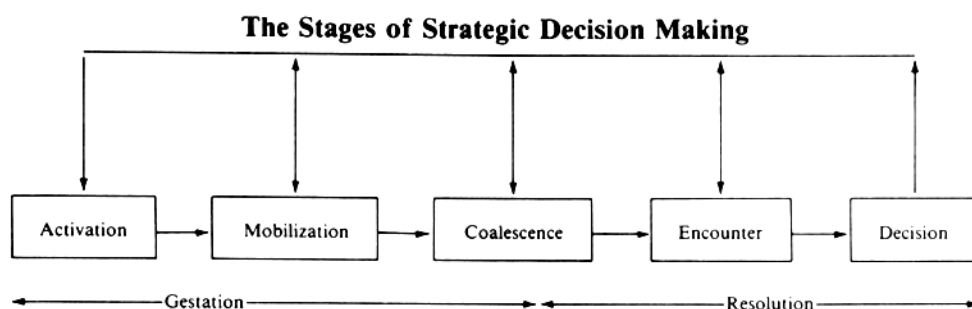 The Stages of Strategic Decision Making
Activation
Mobilization
Coalescence
Encounter
Decision
Gestation
Resolution